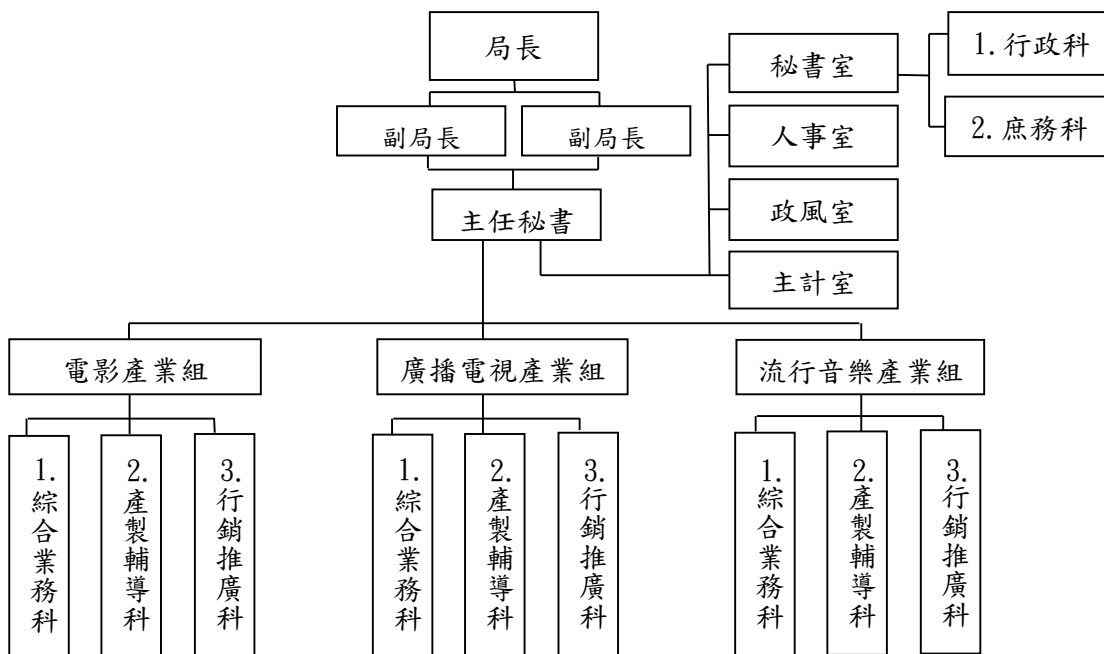 局長
副局長
副局長
主任秘書
秘書室
人事室
政風室
主計室
1.行政科
2.庶務科
電影產業組
1.綜合業務科
2.產製輔導科
3.行銷推廣科
廣播電視產業組
1.綜合業務科
2.產製輔導科
3.行銷推廣科
流行音樂產業組
1.綜合業務科
2.產製輔導科
3.行銷推廣科